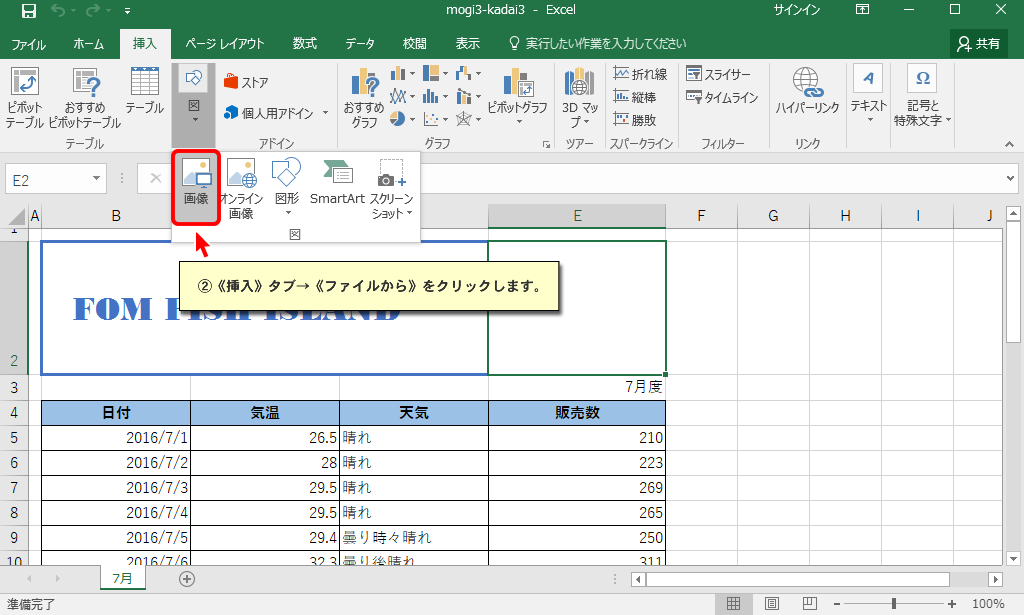 mogi3-kadai3 - Excel
サインイン
ファイル ホーム 挿入 ページ レイアウト 数式 データ 校閲 表示 実行したい作業を入力してください 共有
ピボット
テーブル
おすすめ
ピボットテーブル
テーブル
テーブル
図
ストア
個人用アドイン
アドイン
おすすめ
グラフ
ピボットグラフ
グラフ
3D マッ
プ
ツアー
折れ線
縦棒
勝敗
スパークライン
スライサー
タイムライン
フィルター
ハイパーリンク
リンク
テキスト
記号と
特殊文字
E2
画像
オンライン
画像
図形
SmartArt
スクリーン
ショット
図
A B E F G H I J
1
②《挿入》タブ→《ファイルから》をクリックします。
FOM FISH ISLAND
2
3 7月度
4 日付 気温 天気 販売数
5 2016/7/1 26.5 晴れ 210
6 2016/7/2 28 晴れ 223
7 2016/7/3 29.5 晴れ 269
8 2016/7/4 29.5 晴れ 265
9 2016/7/5 29.4 曇り時々晴れ 250
10 2016/7/6 32.3 曇り後晴れ 311
7月
準備完了
100%